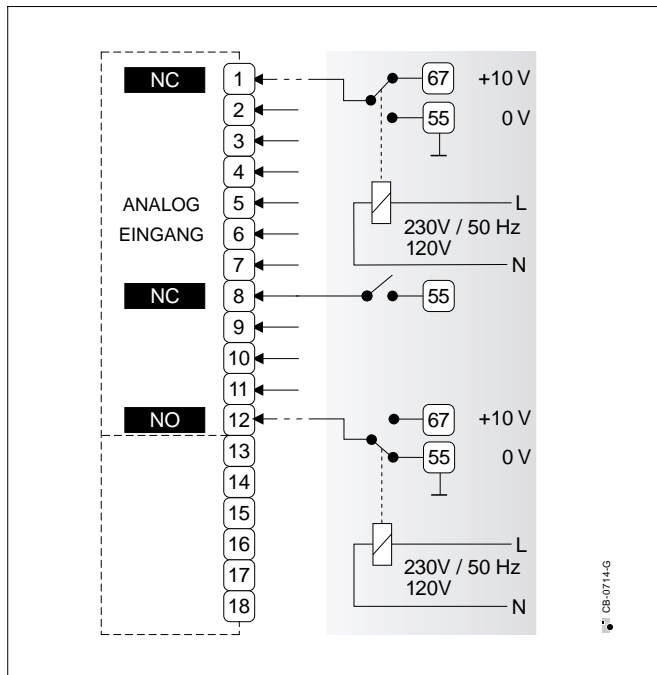 NC 1 67 +10 V
2 55 0 V
3
4
ANALOG 5 L
EINGANG 6 230V / 50 Hz
120V
7 N
NC 8 55
9
10
11
NO 12 67 +10 V
13 55 0 V
14
15
16 L
17 230V / 50 Hz
120V
18 N
CB-0714-G